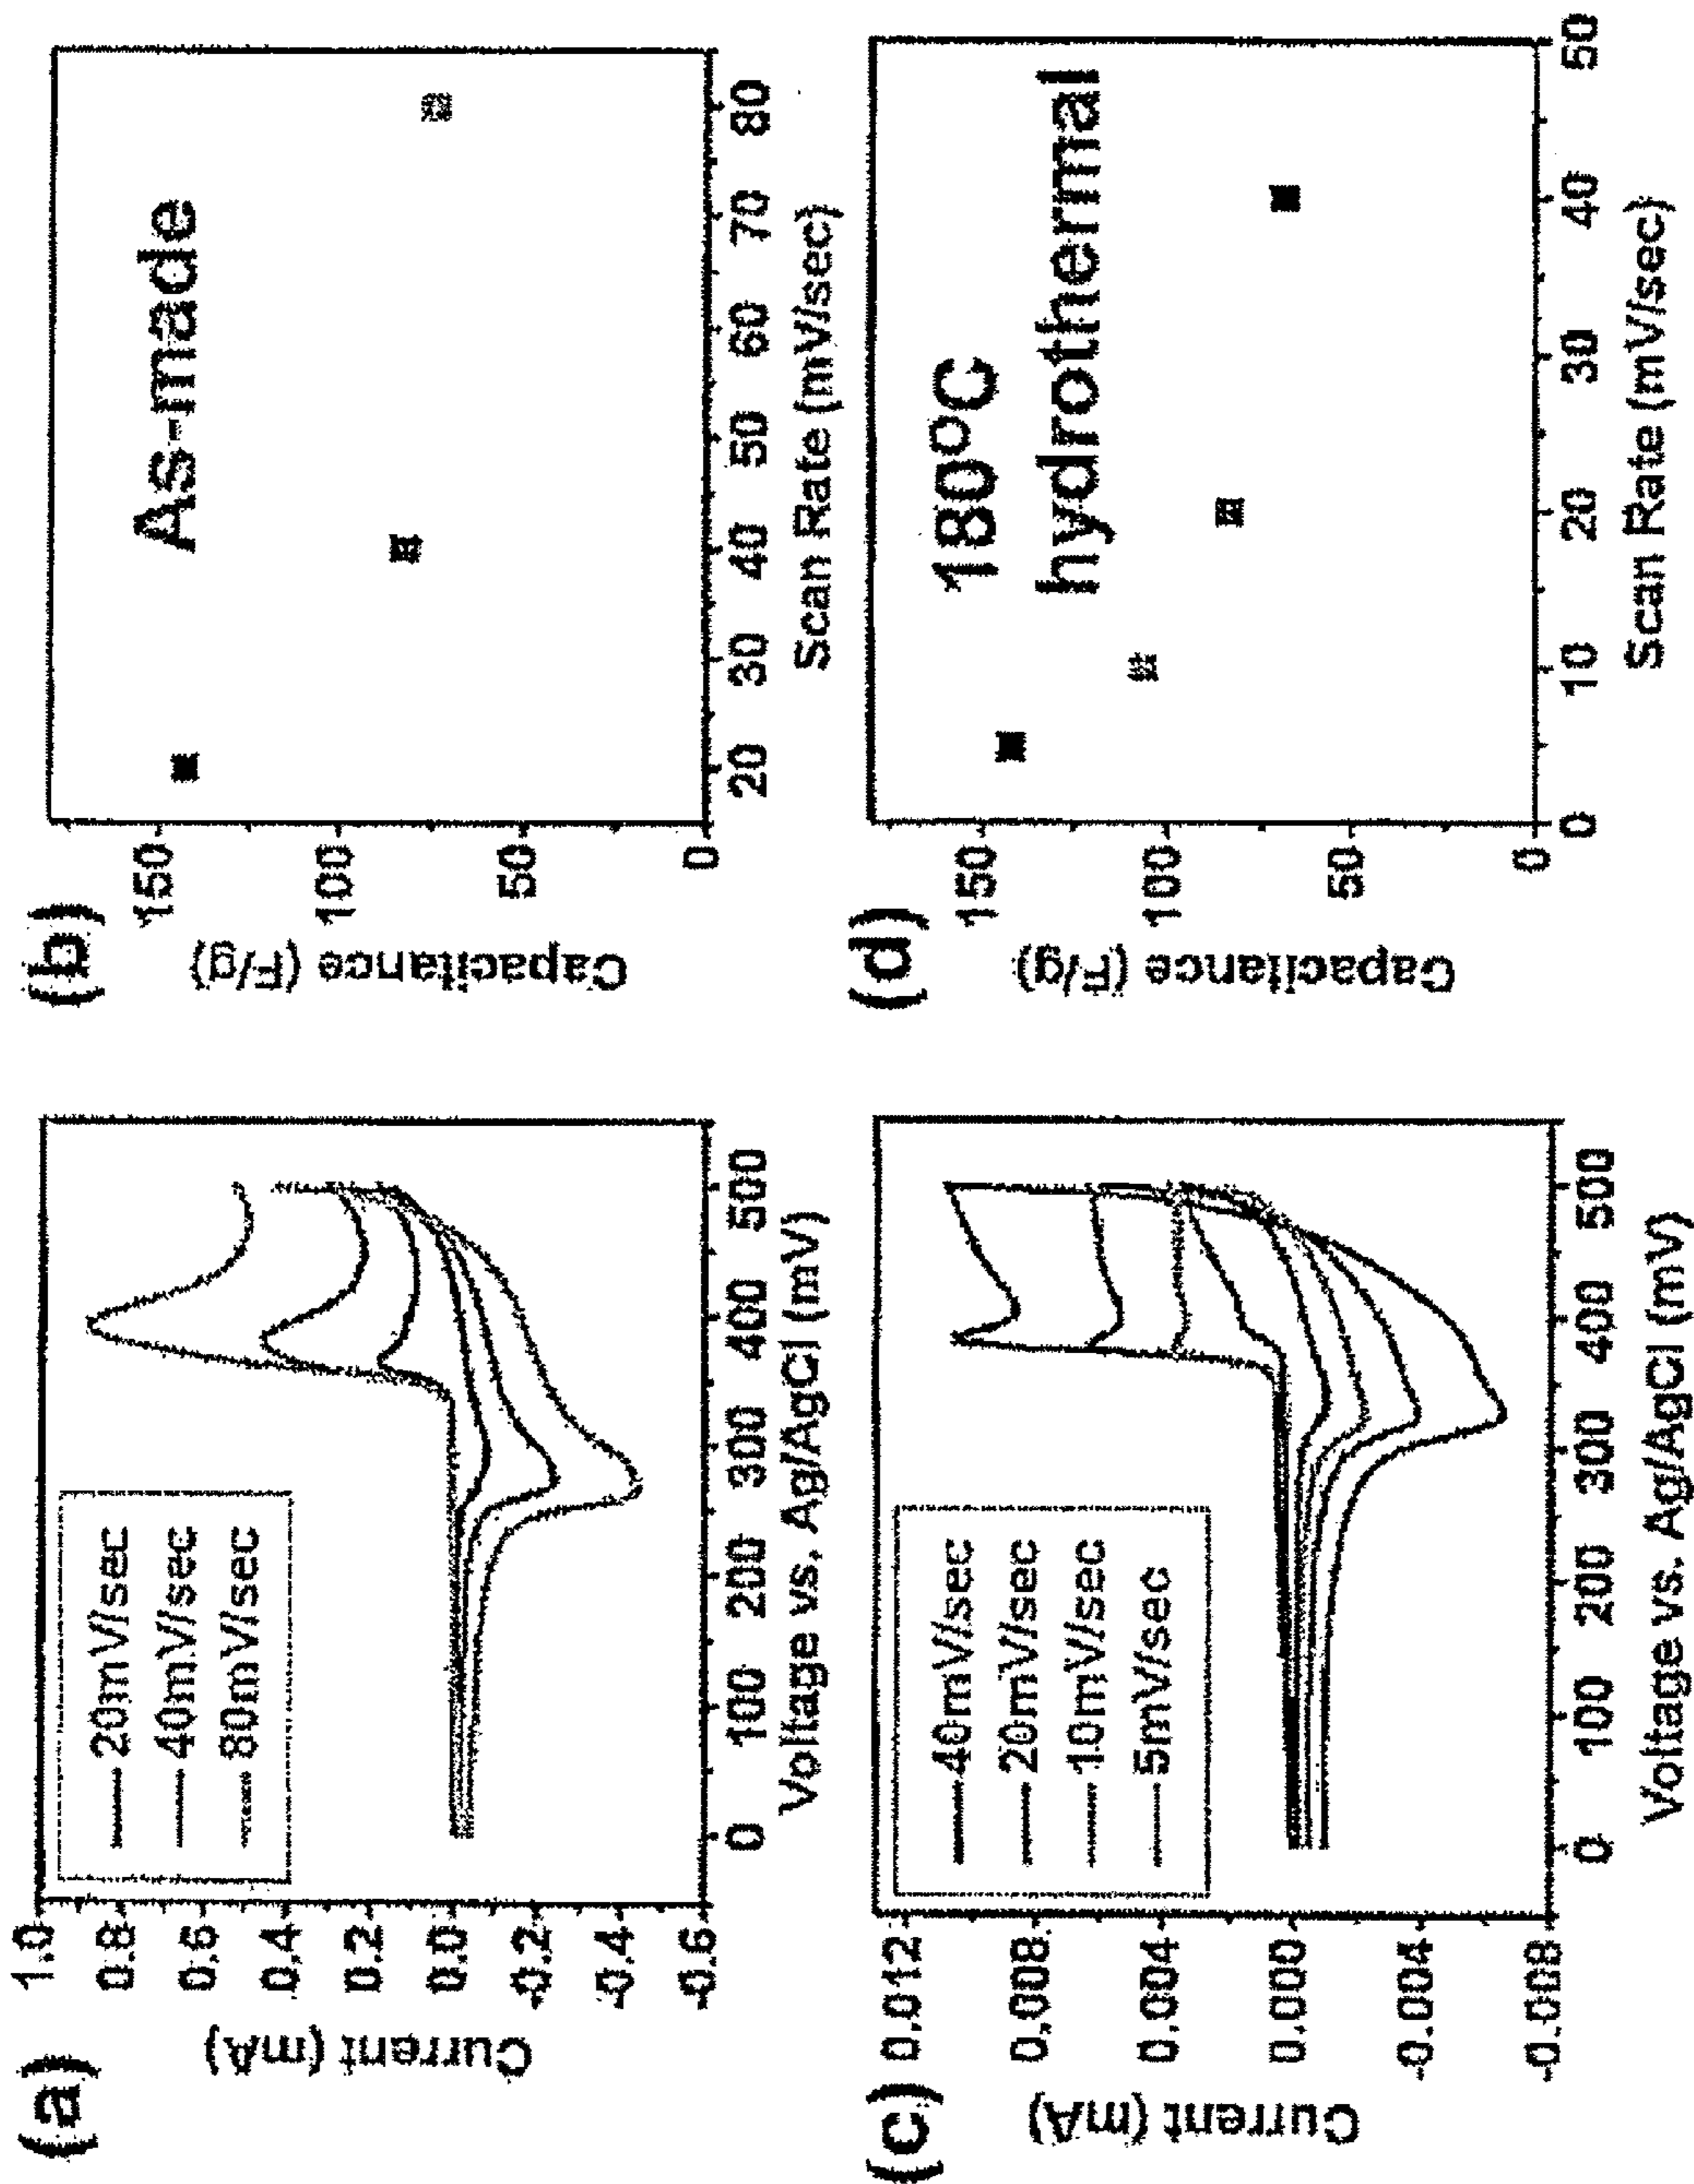 (a)
Current (mA)
1.0
0.8
0.6
0.4
0.2
0.0
-0.2
-0.4
-0.6
20mV/sec
40mV/sec
80mV/sec
0 100 200 300 400 500
Voltage vs. Ag/AgCl (mV)
(b)
Capacitance (F/g)
150
100
50
0
As-made
20 30 40 50 60 70 80
Scan Rate (mV/sec)
(c)
Current (mA)
0.012
0.008
0.004
0.000
-0.004
-0.008
40mV/sec
20mV/sec
10mV/sec
5mV/sec
0 100 200 300 400 500
Voltage vs. Ag/AgCl (mV)
(d)
Capacitance (F/g)
150
100
50
0
180°C
hydrothermal
0 10 20 30 40 50
Scan Rate (mV/sec)